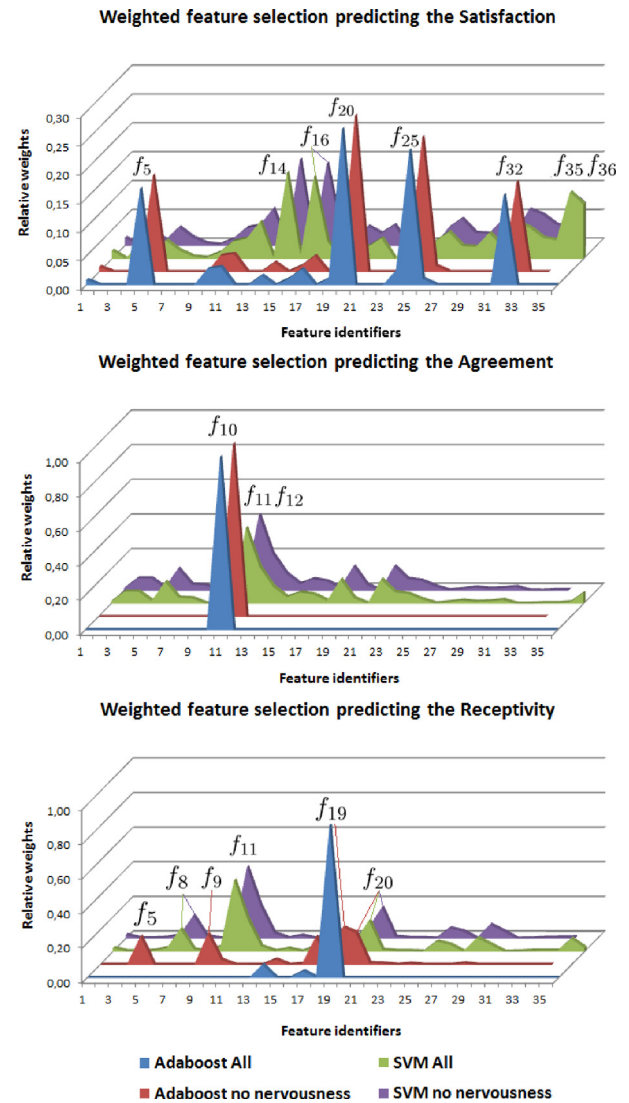 Weighted feature selection predicting the Satisfaction
0,30
0,25
0,20
0,15
0,10
0,05
0,00
Relative weights
f5
f14
f16
f20
f25
f32
f35 f36
1 3 5 7 9 11 13 15 17 19 21 23 25 27 29 31 33 35
Feature identifiers
Weighted feature selection predicting the Agreement
1,00
0,80
0,60
0,40
0,20
0,00
Relative weights
f10
f11 f12
1 3 5 7 9 11 13 15 17 19 21 23 25 27 29 31 33 35
Feature identifiers
Weighted feature selection predicting the Receptivity
1,00
0,80
0,60
0,40
0,20
0,00
Relative weights
f5
f8
f9
f11
f19
f20
1 3 5 7 9 11 13 15 17 19 21 23 25 27 29 31 33 35
Feature identifiers
Adaboost All
SVM All
Adaboost no nervousness
SVM no nervousness